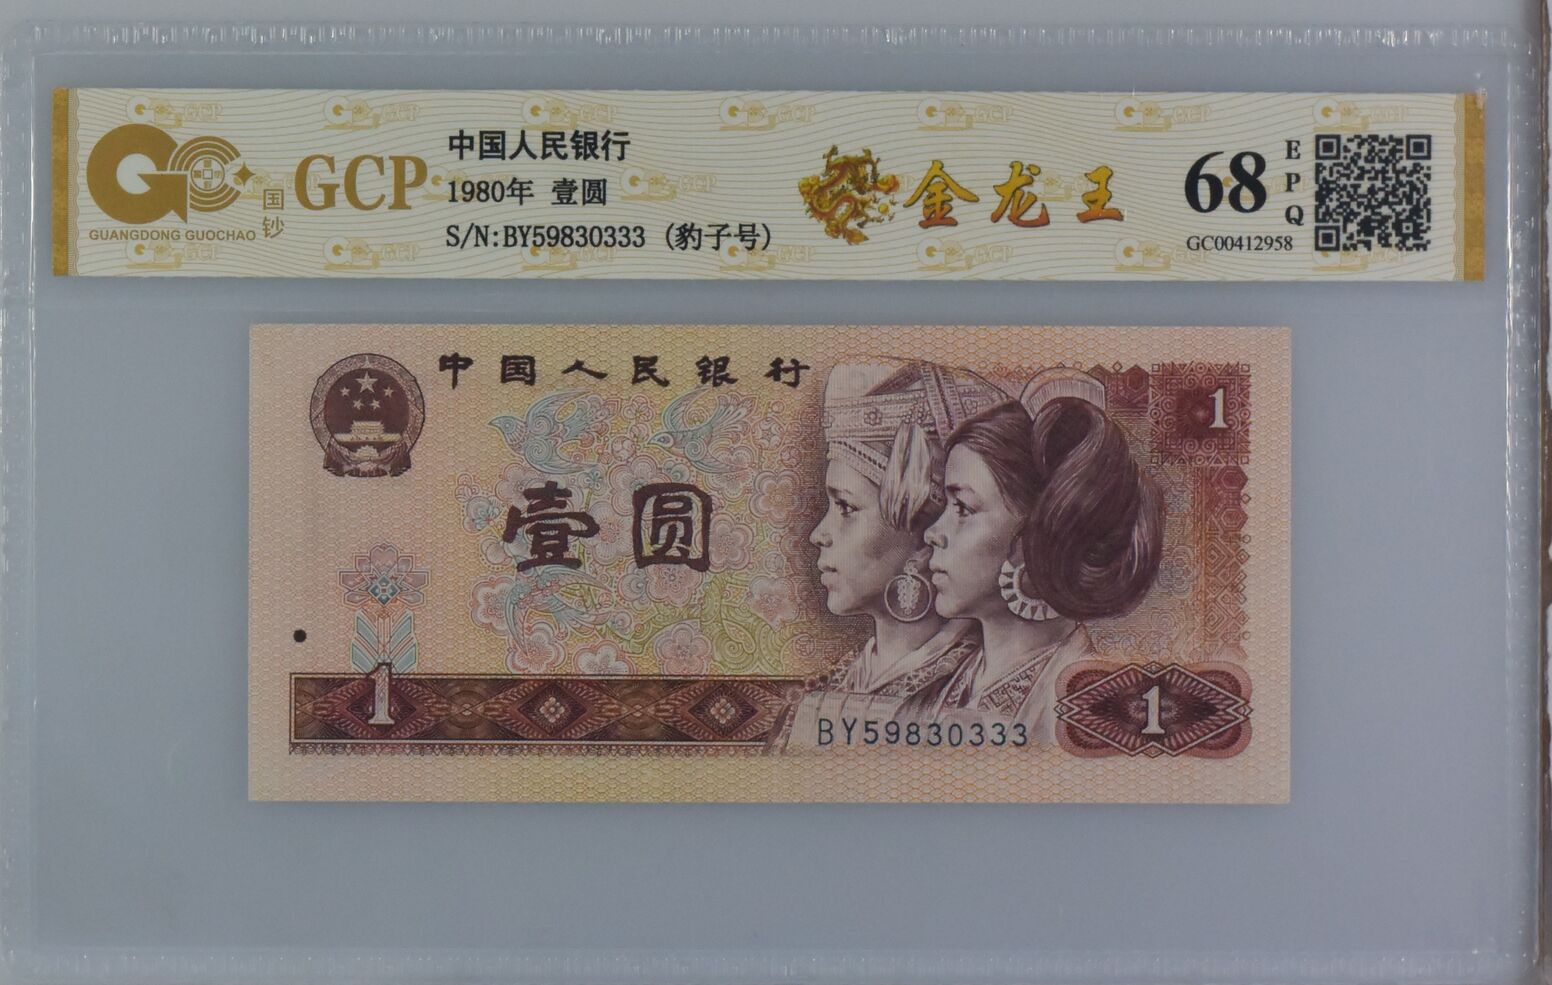 GC
GUANGDONG GUOCHAO
国钞
GCP
中国人民银行
1980年 壹圆
S/N:BY59830333 (豹子号)
金龙王
68
EPQ
GC00412958
中国人民银行
1
壹圆
1
1
BY59830333